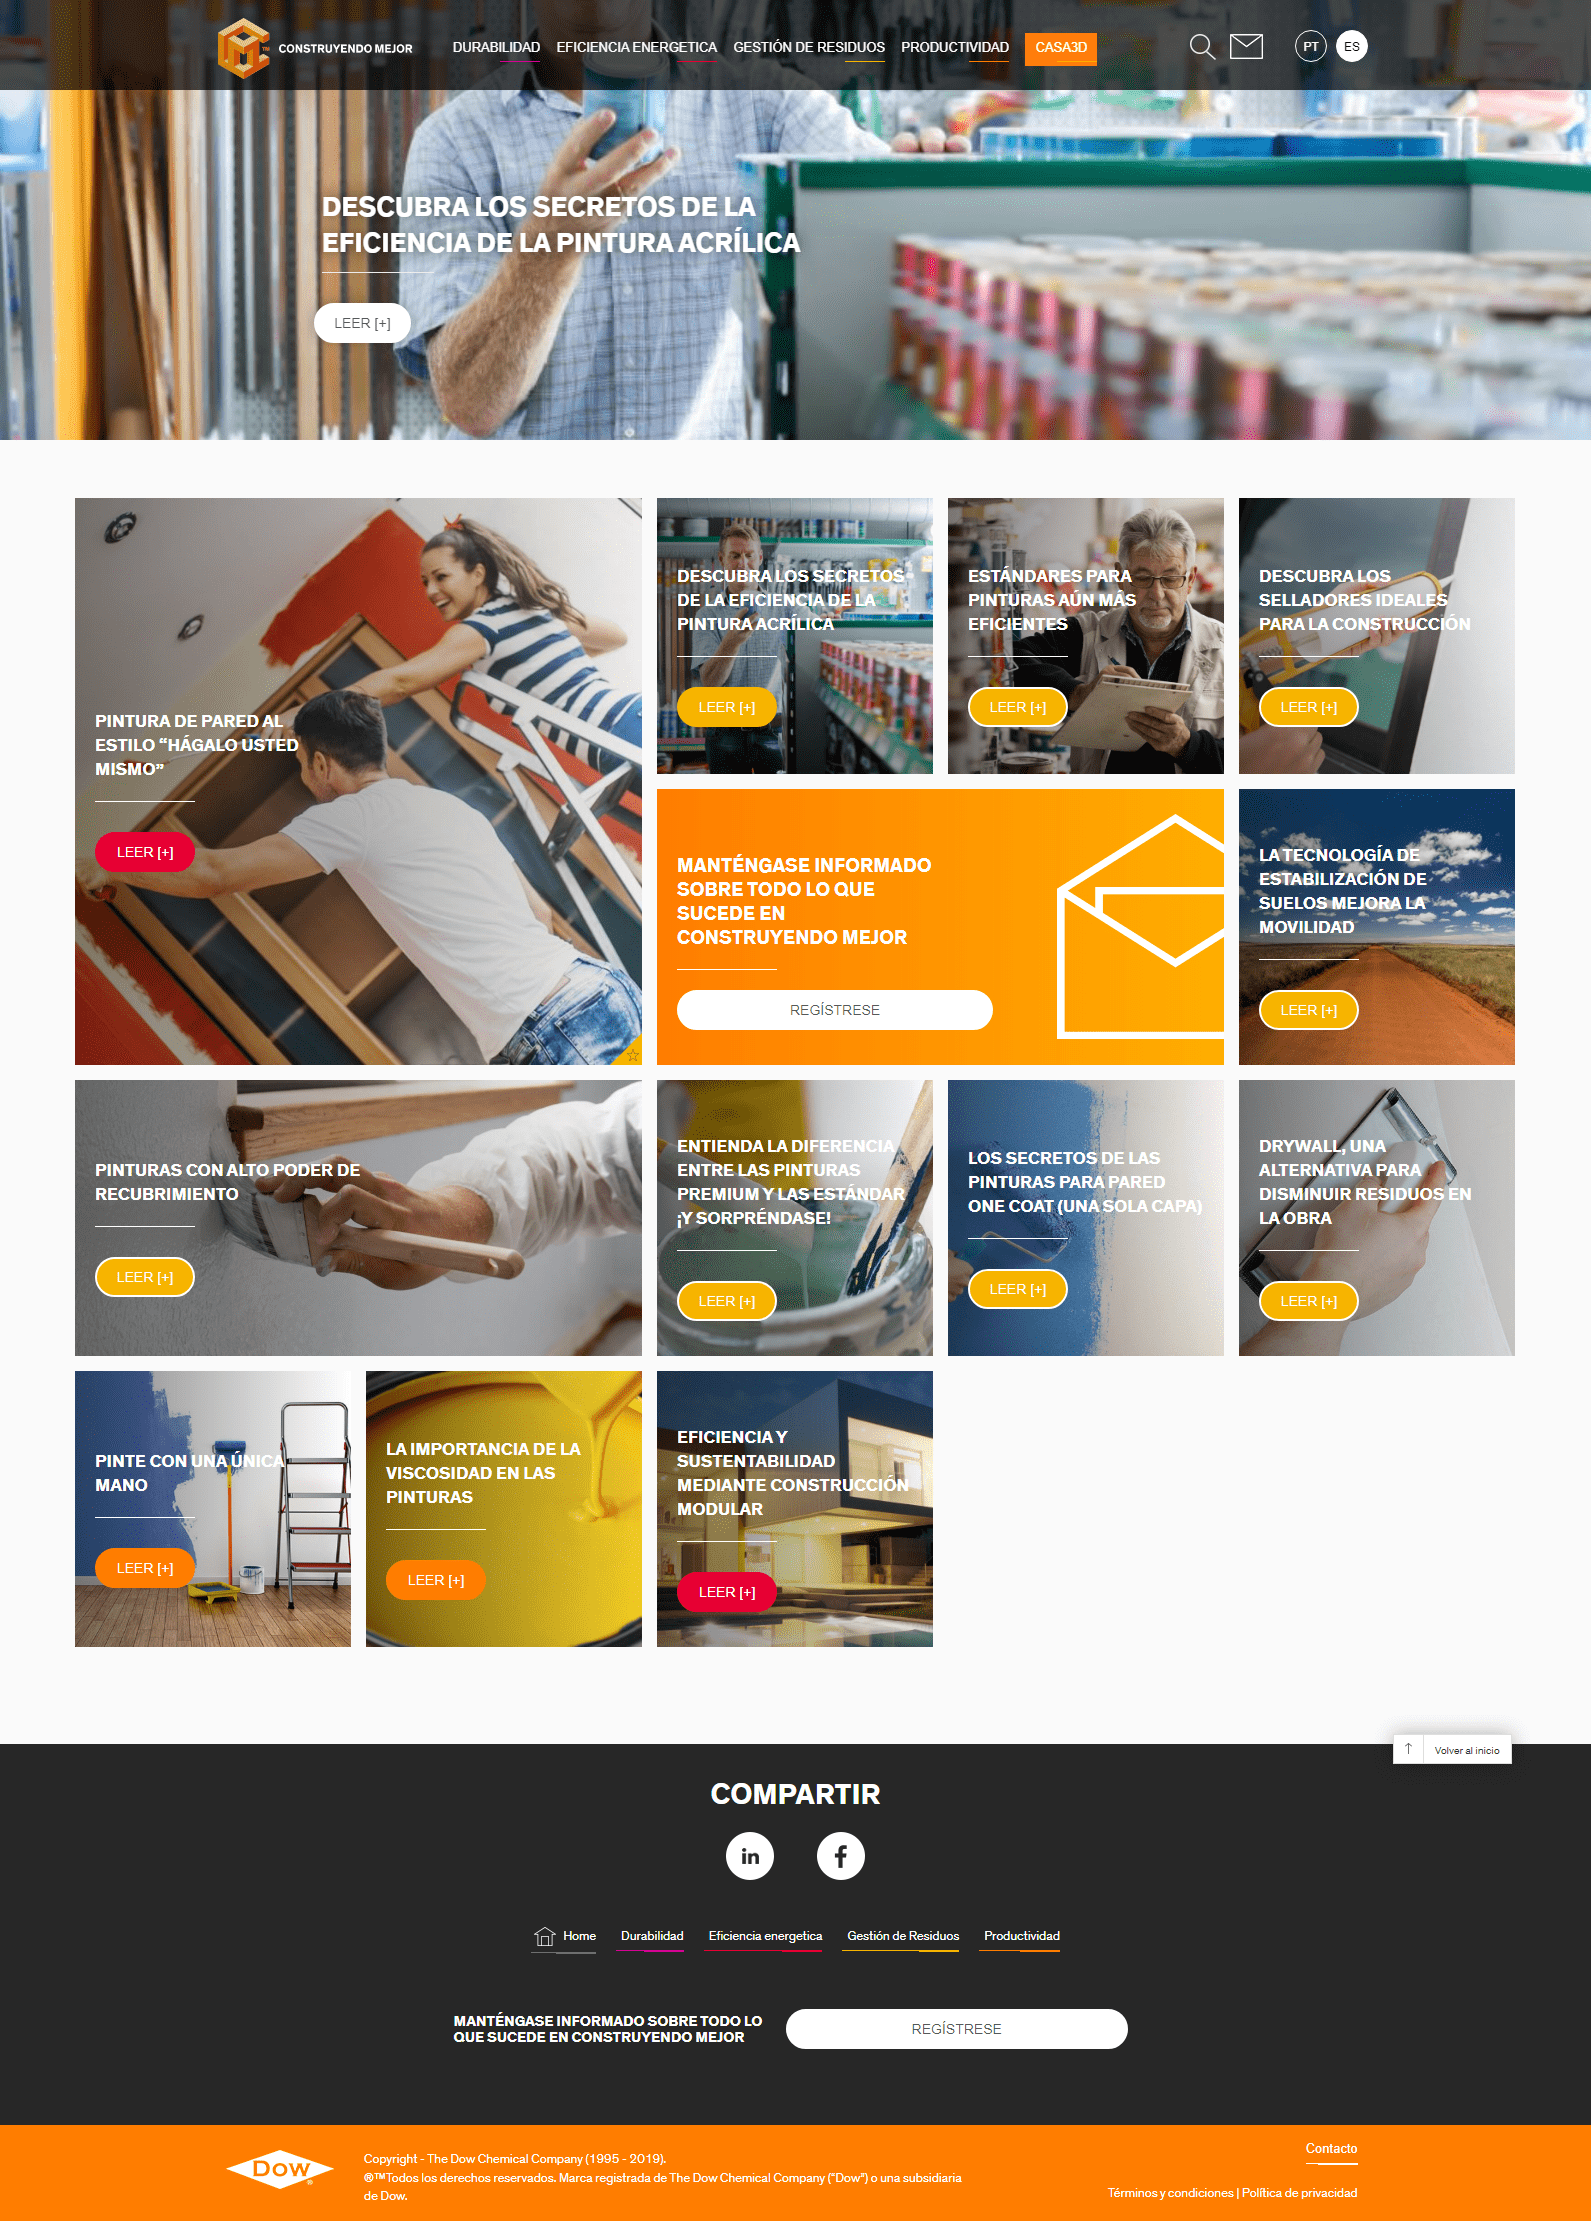 CONSTRUYENDO MEJOR
DURABILIDAD EFICIENCIA ENERGETICA GESTIÓN DE RESIDUOS PRODUCTIVIDAD CASA3D
PT ES
DESCUBRA LOS SECRETOS DE LA
EFICIENCIA DE LA PINTURA ACRÍLICA
LEER [+]
PINTURA DE PARED AL
ESTILO “HÁGALO USTED
MISMO”
LEER [+]
DESCUBRA LOS SECRETOS
DE LA EFICIENCIA DE LA
PINTURA ACRÍLICA
LEER [+]
ESTÁNDARES PARA
PINTURAS AÚN MÁS
EFICIENTES
LEER [+]
DESCUBRA LOS
SELLADORES IDEALES
PARA LA CONSTRUCCIÓN
LEER [+]
MANTÉNGASE INFORMADO
SOBRE TODO LO QUE
SUCEDE EN
CONSTRUYENDO MEJOR
REGÍSTRESE
LA TECNOLOGÍA DE
ESTABILIZACIÓN DE
SUELOS MEJORA LA
MOVILIDAD
LEER [+]
PINTURAS CON ALTO PODER DE
RECUBRIMIENTO
LEER [+]
ENTIENDA LA DIFERENCIA
ENTRE LAS PINTURAS
PREMIUM Y LAS ESTÁNDAR
¡Y SORPRÉNDASE!
LEER [+]
LOS SECRETOS DE LAS
PINTURAS PARA PARED
ONE COAT (UNA SOLA CAPA)
LEER [+]
DRYWALL, UNA
ALTERNATIVA PARA
DISMINUIR RESIDUOS EN
LA OBRA
LEER [+]
PINTE CON UNA ÚNICA
MANO
LEER [+]
LA IMPORTANCIA DE LA
VISCOSIDAD EN LAS
PINTURAS
LEER [+]
EFICIENCIA Y
SUSTENTABILIDAD
MEDIANTE CONSTRUCCIÓN
MODULAR
LEER [+]
Volver al inicio
COMPARTIR
Home Durabilidad Eficiencia energetica Gestión de Residuos Productividad
MANTÉNGASE INFORMADO SOBRE TODO LO
QUE SUCEDE EN CONSTRUYENDO MEJOR
REGÍSTRESE
Dow®
Copyright - The Dow Chemical Company (1995 - 2019).
®™Todos los derechos reservados. Marca registrada de The Dow Chemical Company ("Dow") o una subsidiaria
de Dow.
Contacto
Términos y condiciones | Política de privacidad